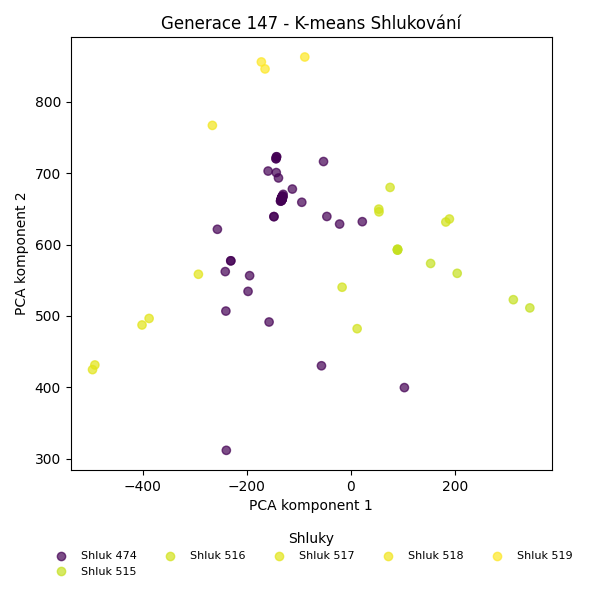 Generace 147 - K-means Shlukování
PCA komponent 2
800
700
600
500
400
300
−400 −200 0 200
PCA komponent 1
Shluky
Shluk 474 Shluk 516 Shluk 517 Shluk 518 Shluk 519
Shluk 515